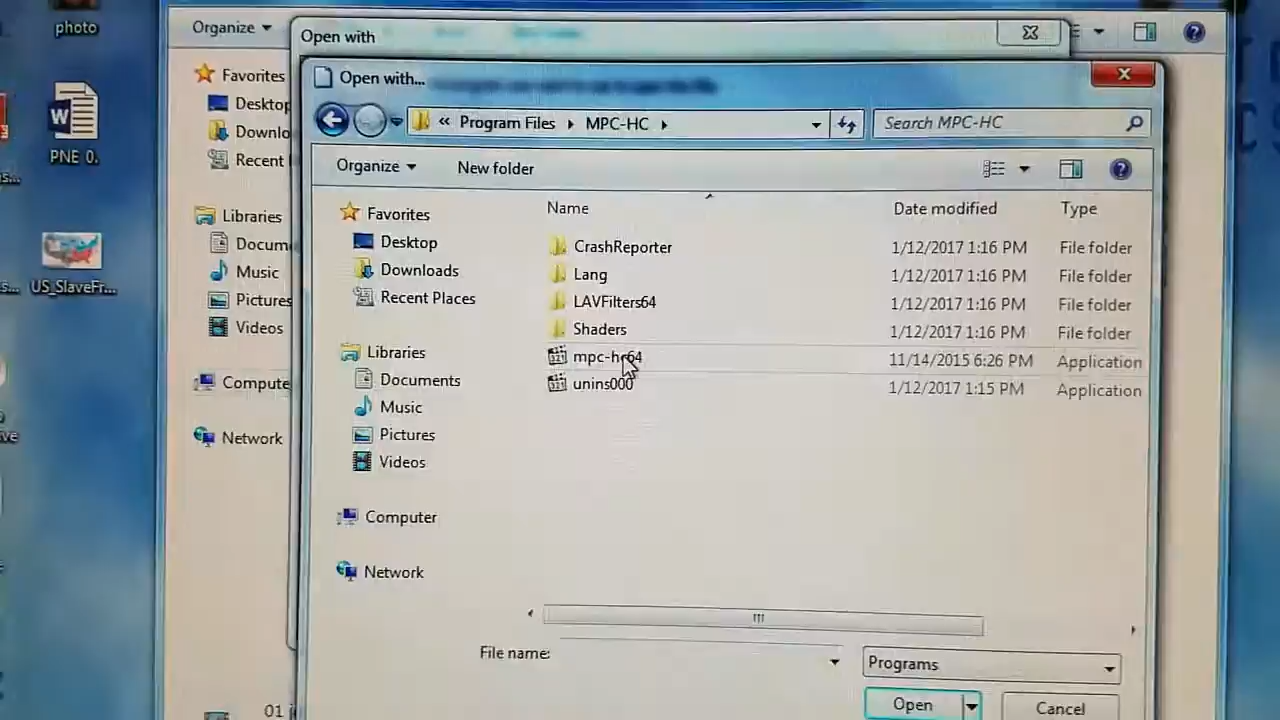 photo
PNE 0.
US_SlaveFr...
Organize
Open with
Favorites
Desktop
Downlo
Recent
Libraries
Docum
Music
Pictures
Videos
Compute
Network
01
Open with...
Program Files
MPC-HC
Search MPC-HC
Organize
New folder
Favorites
Desktop
Downloads
Recent Places
Libraries
Documents
Music
Pictures
Videos
Computer
Network
Name Date modified Type
CrashReporter 1/12/2017 1:16 PM File folder
Lang 1/12/2017 1:16 PM File folder
LAVFilters64 1/12/2017 1:16 PM File folder
Shaders 1/12/2017 1:16 PM File folder
mpc-hc64 11/14/2015 6:26 PM Application
unins000 1/12/2017 1:15 PM Application
File name:
Programs
Open
Cancel